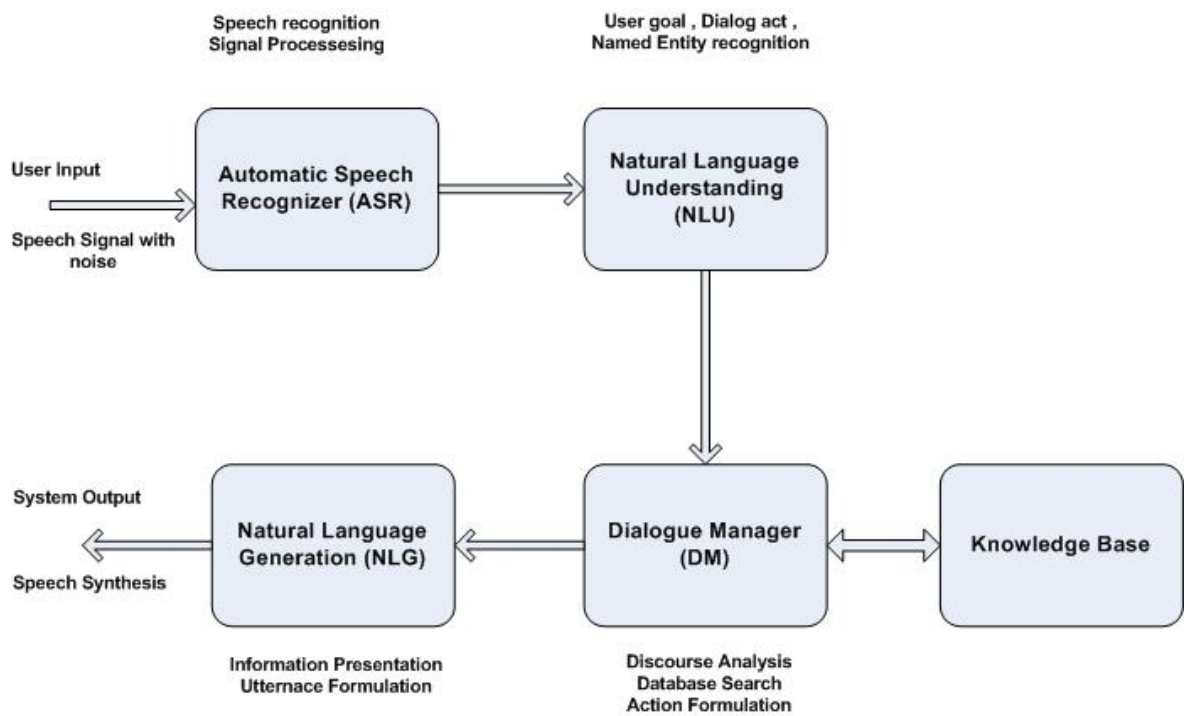 Speech recognition
Signal Processesing
User goal , Dialog act ,
Named Entity recognition
User Input
Speech Signal with
noise
Automatic Speech
Recognizer (ASR)
Natural Language
Understanding
(NLU)
System Output
Speech Synthesis
Natural Language
Generation (NLG)
Dialogue Manager
(DM)
Knowledge Base
Information Presentation
Utternace Formulation
Discourse Analysis
Database Search
Action Formulation